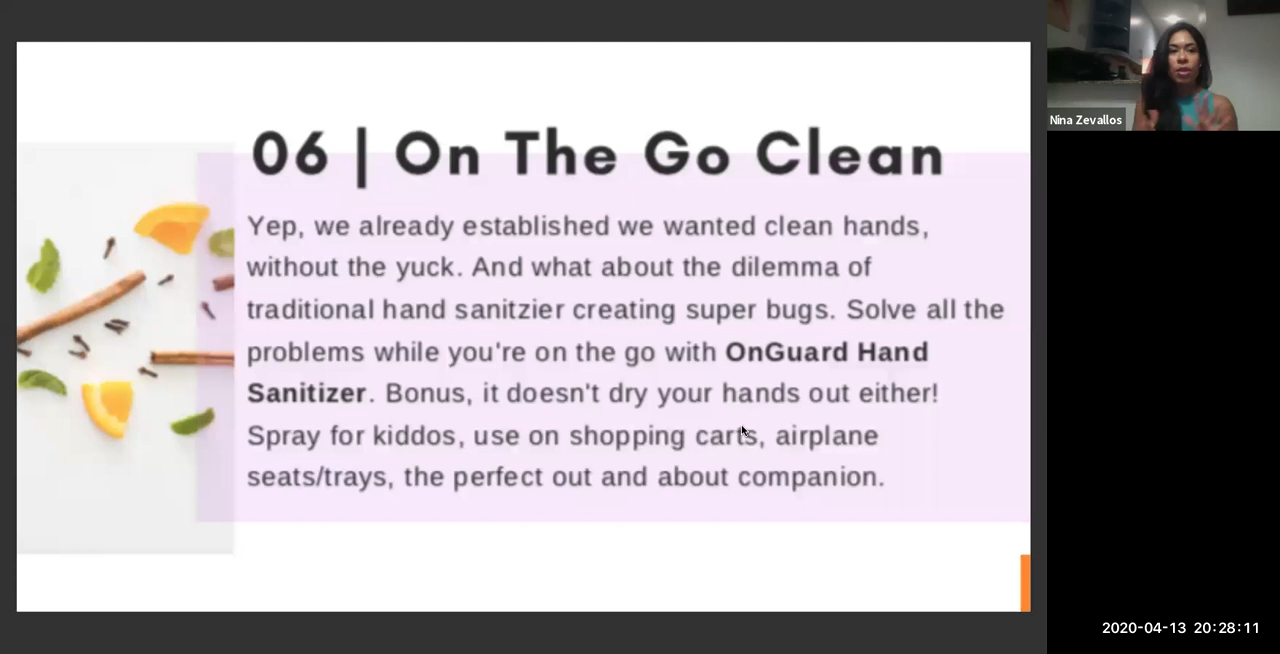 06 | On The Go Clean
Yep, we already established we wanted clean hands,
without the yuck. And what about the dilemma of
traditional hand sanitzier creating super bugs. Solve all the
problems while you're on the go with OnGuard Hand
Sanitizer. Bonus, it doesn't dry your hands out either!
Spray for kiddos, use on shopping carts, airplane
seats/trays, the perfect out and about companion.
Nina Zevallos
2020-04-13 20:28:11